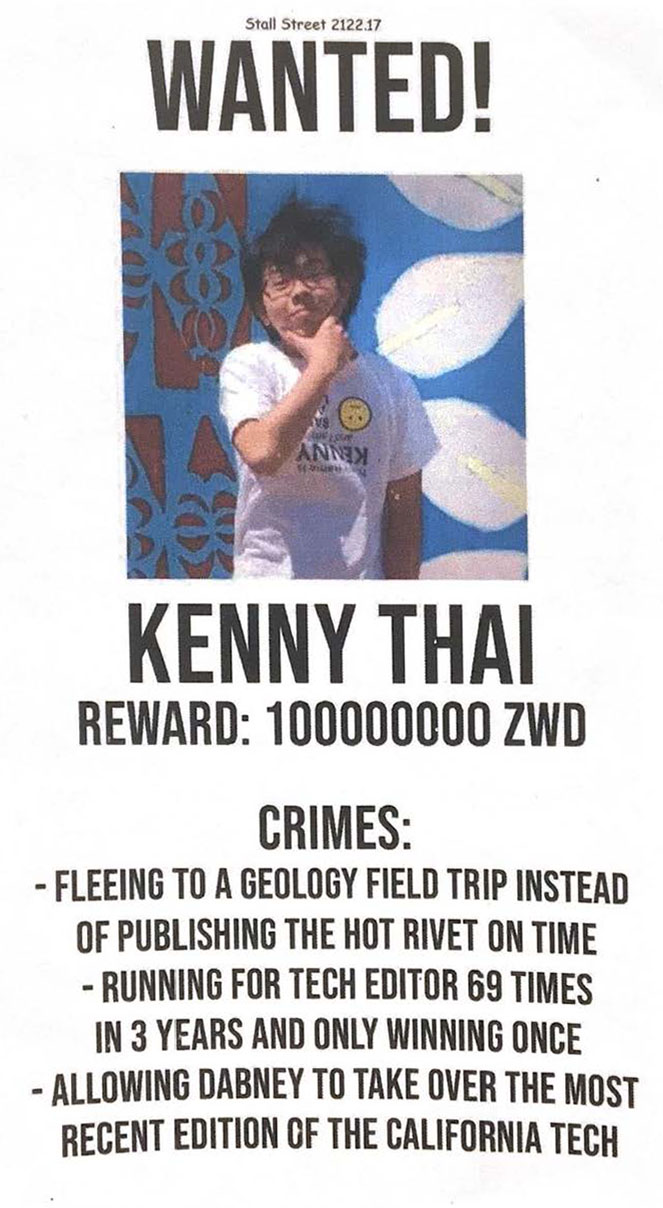 Stall Street 2122.17
WANTED!
KENNY
KENNY THAI
REWARD: 100000000 ZWD
CRIMES:
- FLEEING TO A GEOLOGY FIELD TRIP INSTEAD
OF PUBLISHING THE HOT RIVET ON TIME
- RUNNING FOR TECH EDITOR 69 TIMES
IN 3 YEARS AND ONLY WINNING ONCE
- ALLOWING DABNEY TO TAKE OVER THE MOST
RECENT EDITION OF THE CALIFORNIA TECH